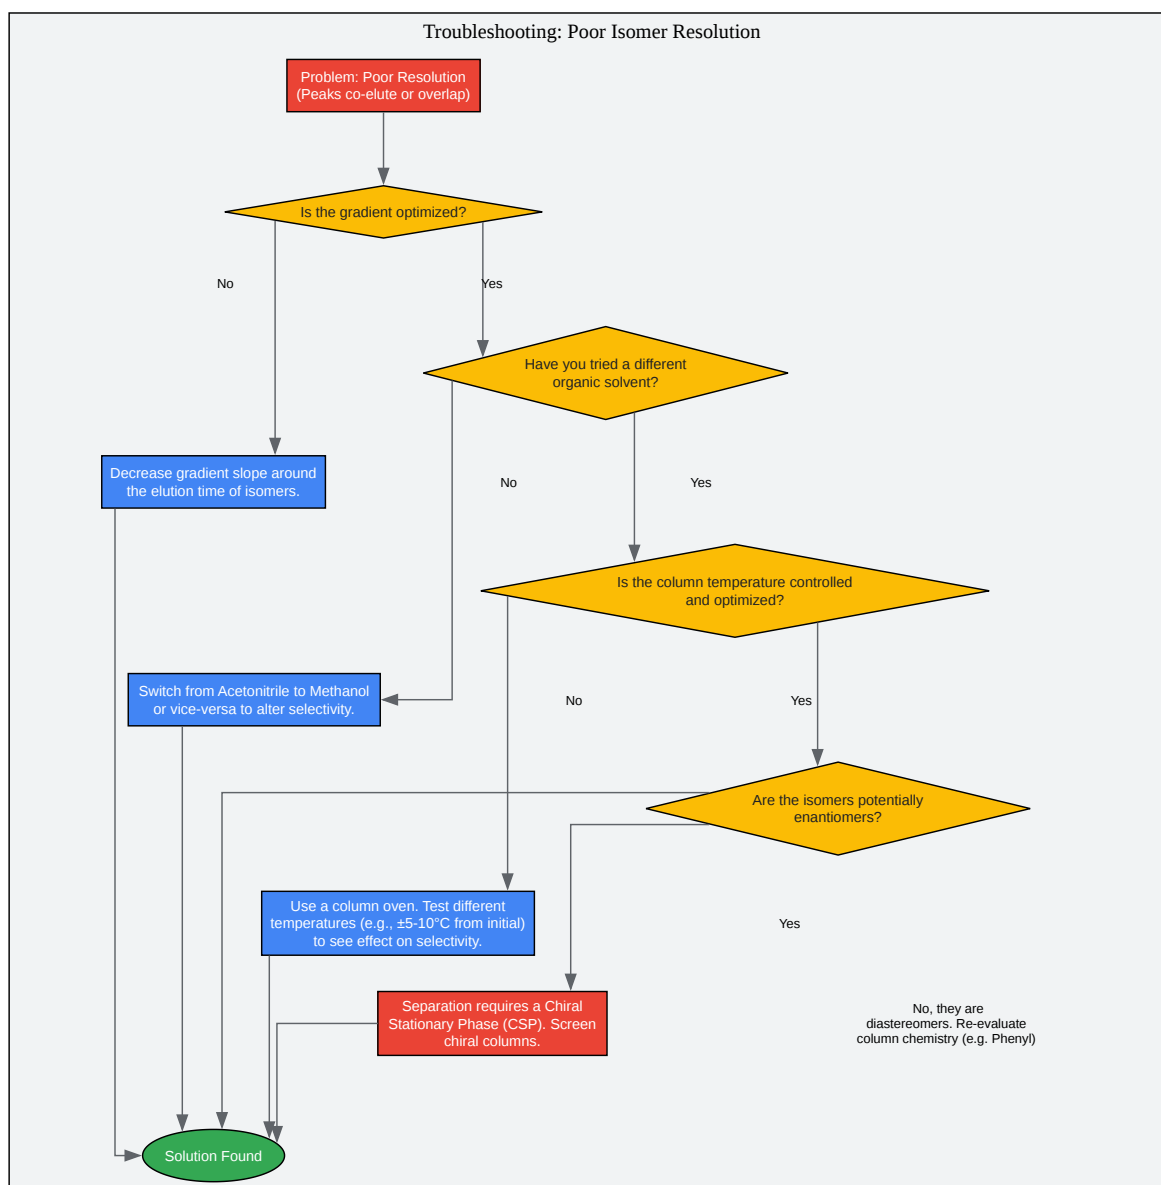 Troubleshooting: Poor Isomer Resolution
Problem: Poor Resolution
(Peaks co-elute or overlap)
Is the gradient optimized?
No
Yes
Have you tried a different
organic solvent?
Decrease gradient slope around
the elution time of isomers.
No
Yes
Is the column temperature controlled
and optimized?
Switch from Acetonitrile to Methanol
or vice-versa to alter selectivity.
No
Yes
Are the isomers potentially
enantiomers?
Use a column oven. Test different
temperatures (e.g., ±5-10°C from initial)
to see effect on selectivity.
Yes
Separation requires a Chiral
Stationary Phase (CSP). Screen
chiral columns.
No, they are
diastereomers. Re-evaluate
column chemistry (e.g. Phenyl)
Solution Found